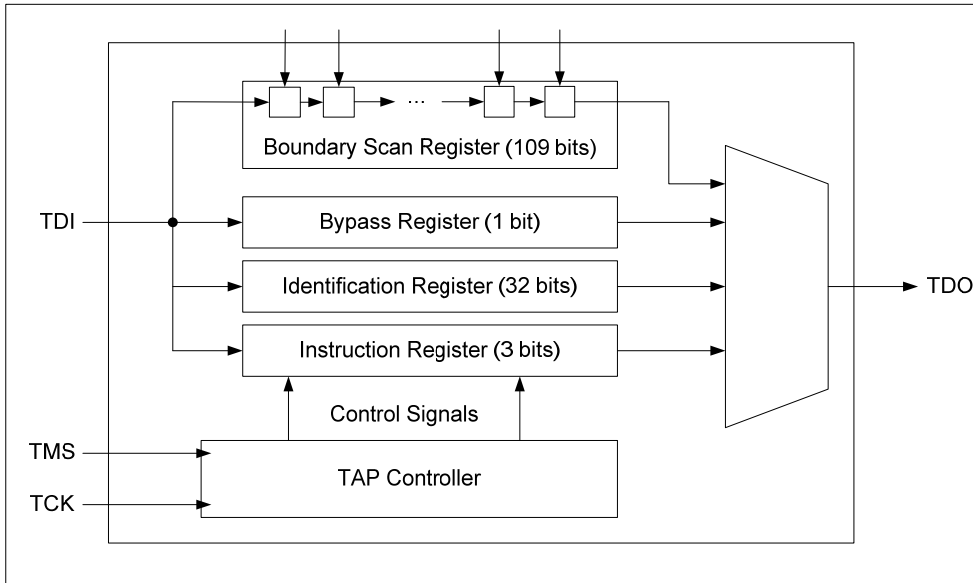 ...
Boundary Scan Register (109 bits)
TDI
Bypass Register (1 bit)
Identification Register (32 bits)
TDO
Instruction Register (3 bits)
Control Signals
TMS
TAP Controller
TCK